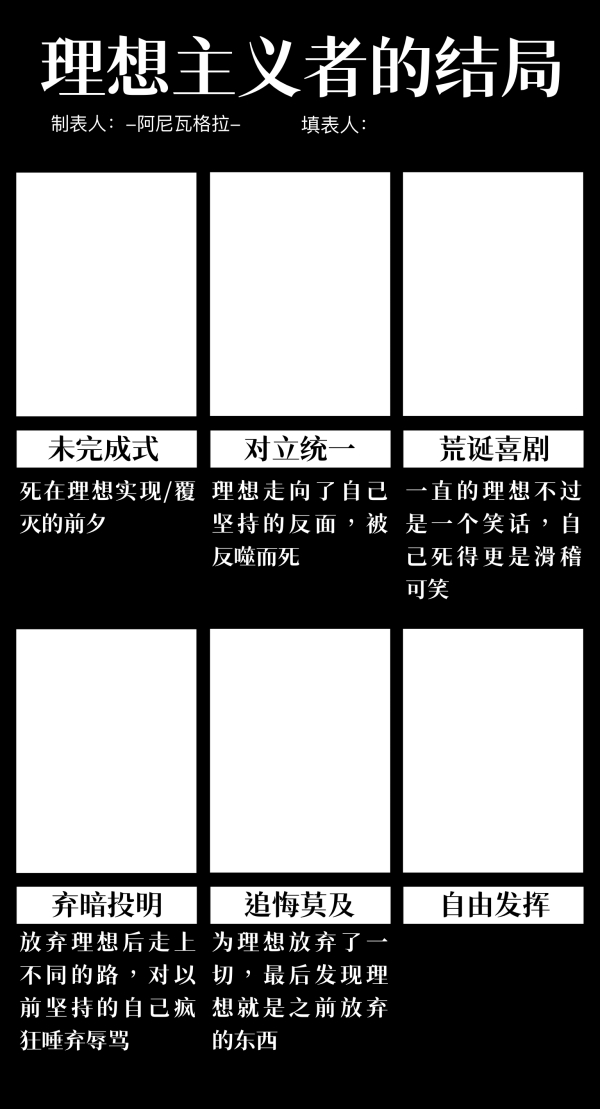 理想主义者的结局
制表人：–阿尼瓦格拉– 填表人：
未完成式
死在理想实现/覆
灭的前夕
对立统一
理想走向了自己
坚持的反面，被
反噬而死
荒诞喜剧
一直的理想不过
是一个笑话，自
己死得更是滑稽
可笑
弃暗投明
放弃理想后走上
不同的路，对以
前坚持的自己疯
狂唾弃辱骂
追悔莫及
为理想放弃了一
切，最后发现理
想就是之前放弃
的东西
自由发挥